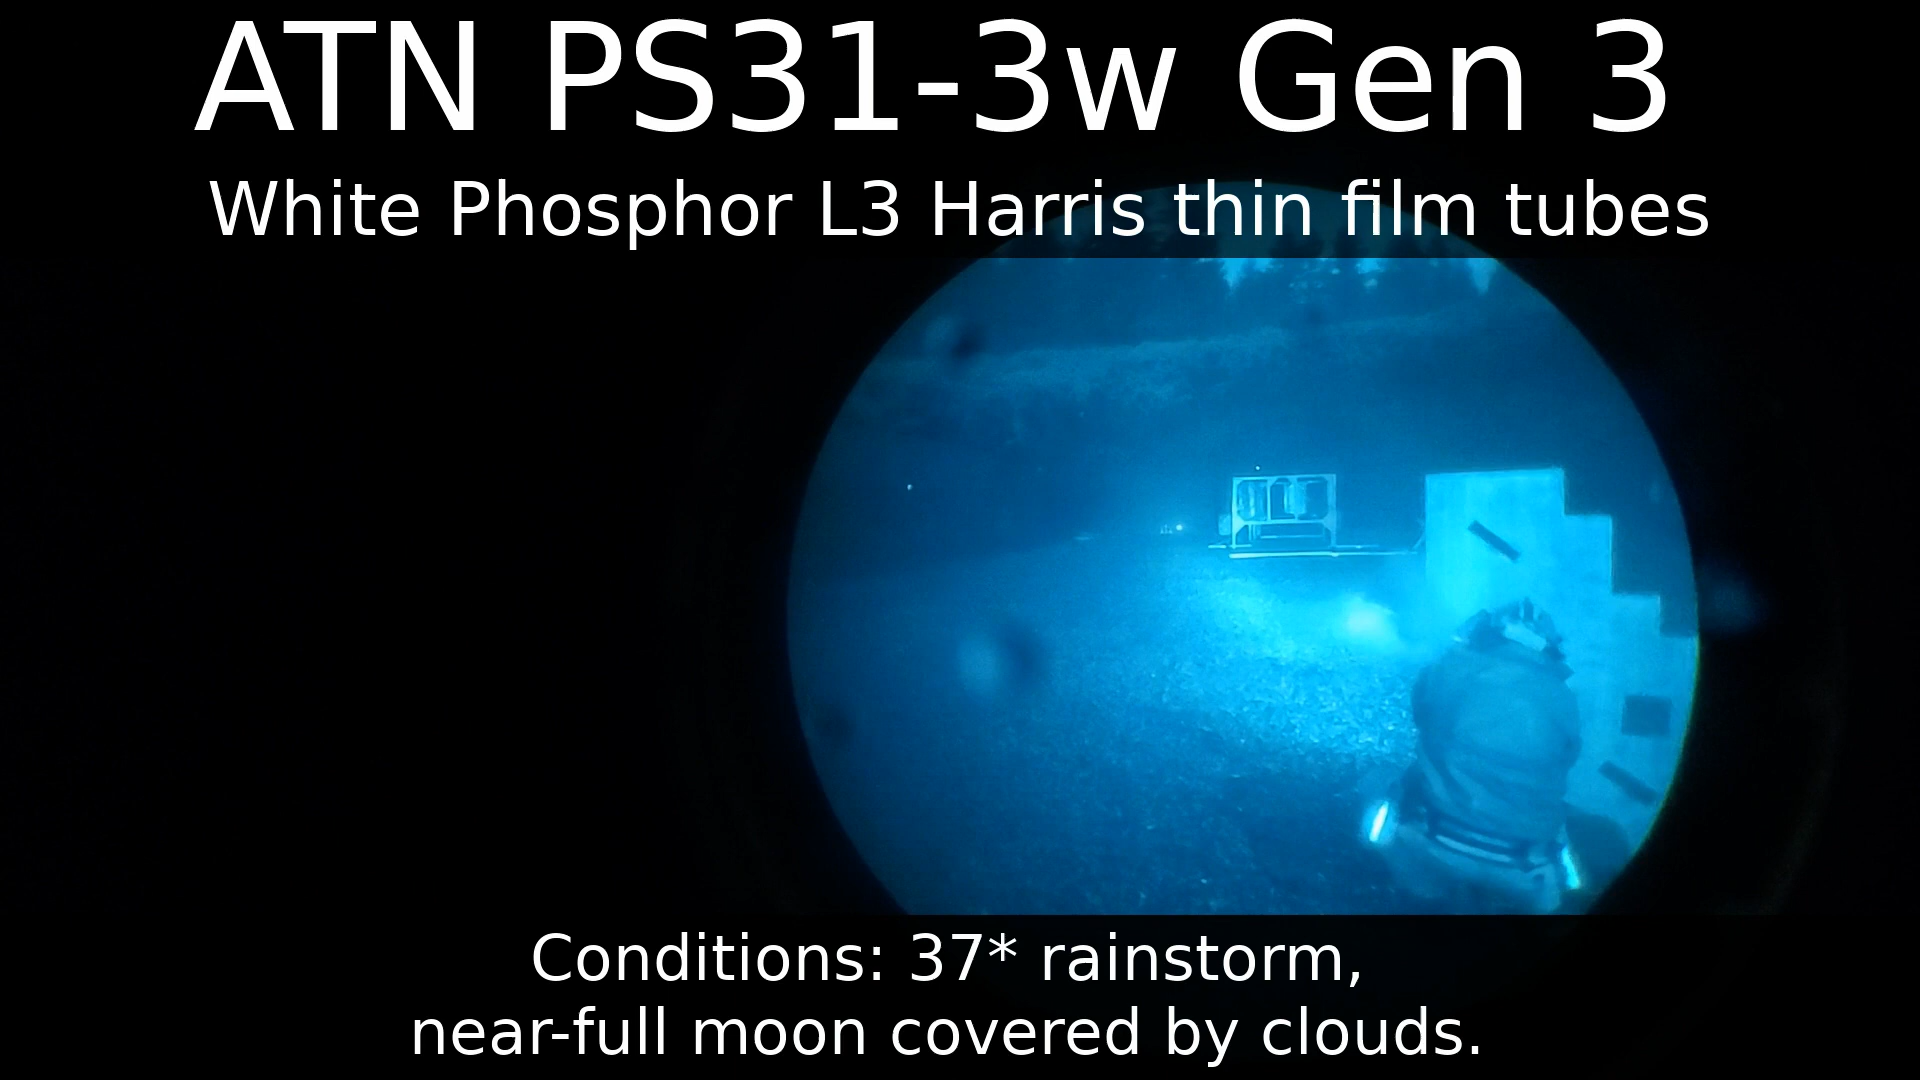 ATN PS31-3w Gen 3
White Phosphor L3 Harris thin film tubes
Conditions: 37* rainstorm,
near-full moon covered by clouds.